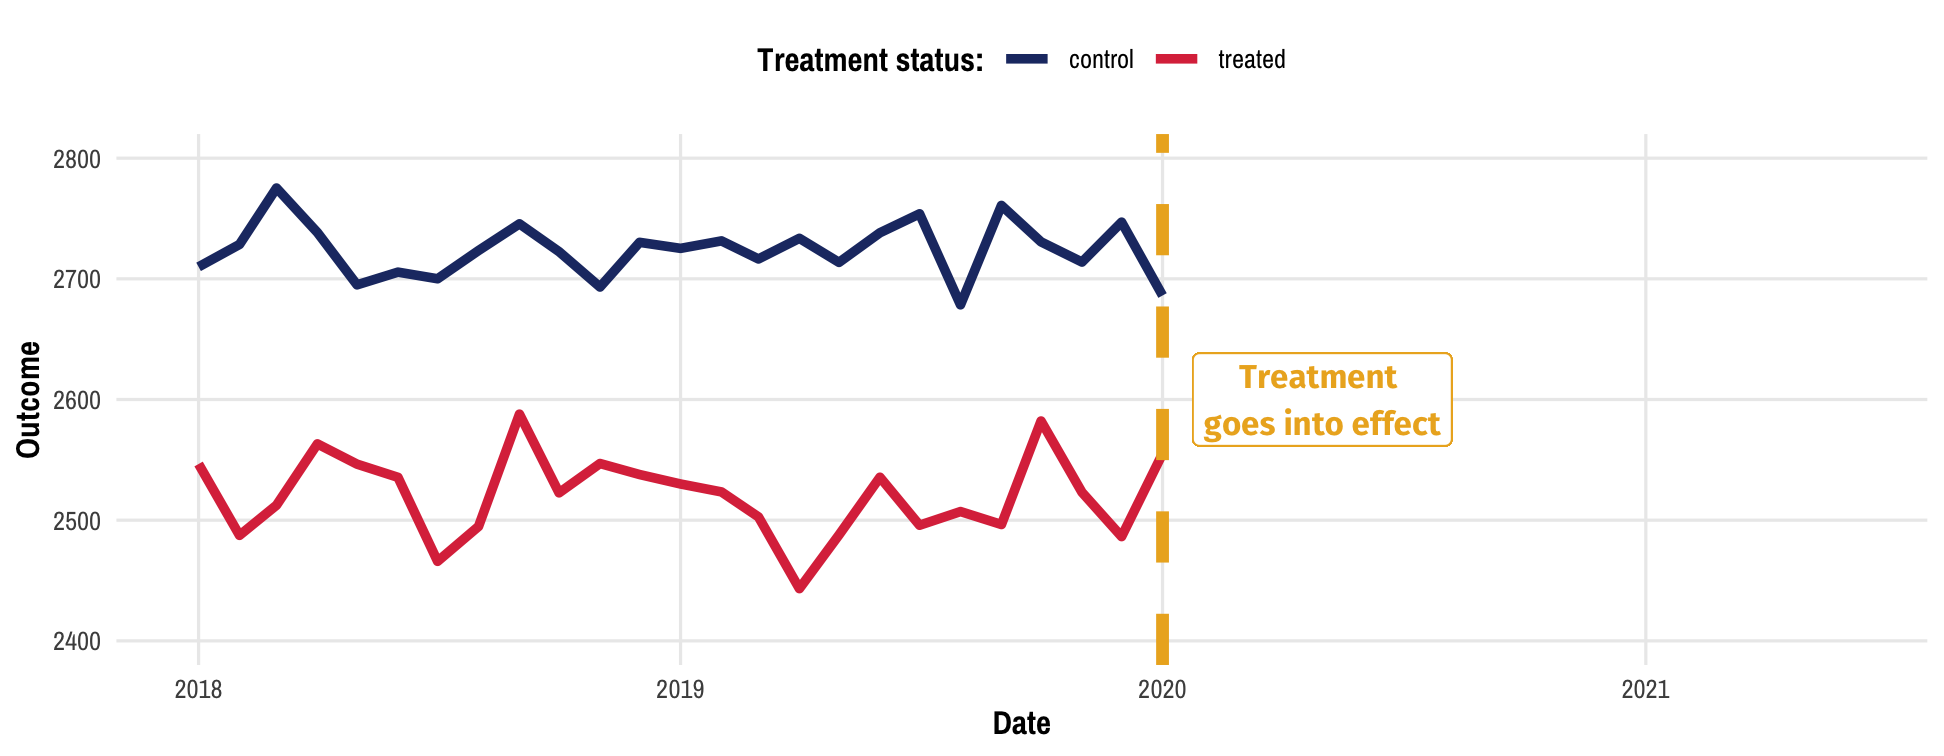 Treatment status: control treated
2800
2700
2600
2500
2400
Outcome
Treatment
goes into effect
2018 2019 2020 2021
Date